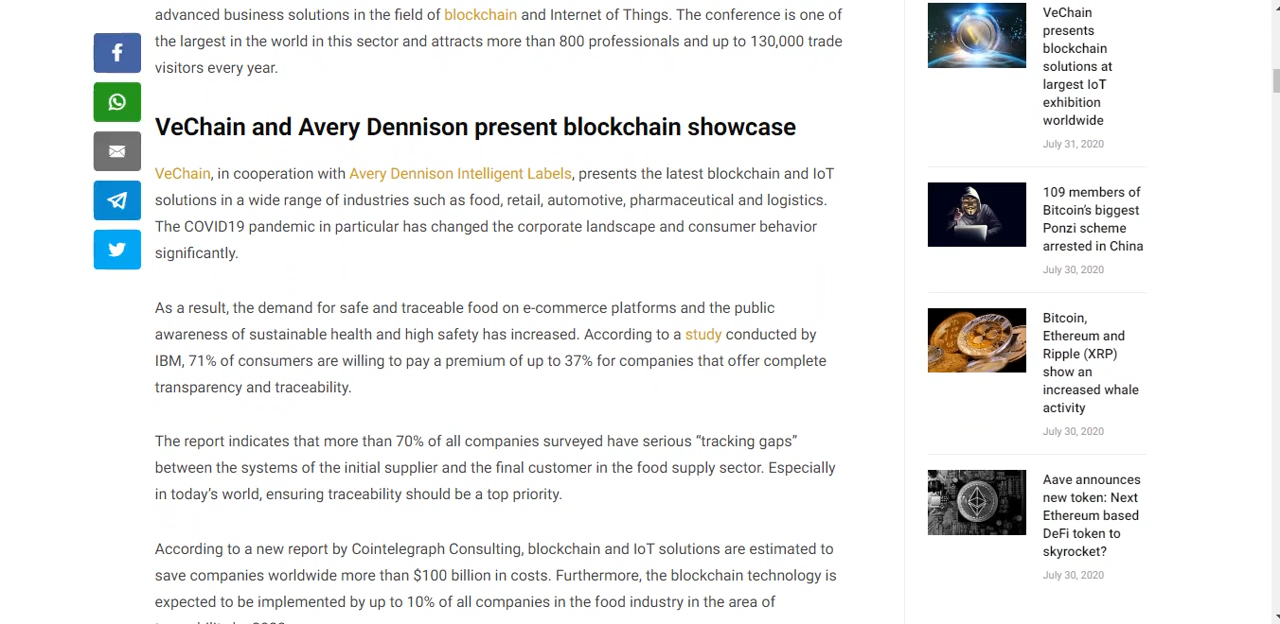 advanced business solutions in the field of blockchain and Internet of Things. The conference is one of
the largest in the world in this sector and attracts more than 800 professionals and up to 130,000 trade
visitors every year.
VeChain and Avery Dennison present blockchain showcase
VeChain, in cooperation with Avery Dennison Intelligent Labels, presents the latest blockchain and IoT
solutions in a wide range of industries such as food, retail, automotive, pharmaceutical and logistics.
The COVID19 pandemic in particular has changed the corporate landscape and consumer behavior
significantly.
As a result, the demand for safe and traceable food on e-commerce platforms and the public
awareness of sustainable health and high safety has increased. According to a study conducted by
IBM, 71% of consumers are willing to pay a premium of up to 37% for companies that offer complete
transparency and traceability.
The report indicates that more than 70% of all companies surveyed have serious “tracking gaps”
between the systems of the initial supplier and the final customer in the food supply sector. Especially
in today’s world, ensuring traceability should be a top priority.
According to a new report by Cointelegraph Consulting, blockchain and IoT solutions are estimated to
save companies worldwide more than $100 billion in costs. Furthermore, the blockchain technology is
expected to be implemented by up to 10% of all companies in the food industry in the area of
VeChain
presents
blockchain
solutions at
largest IoT
exhibition
worldwide
July 31, 2020
109 members of
Bitcoin’s biggest
Ponzi scheme
arrested in China
July 30, 2020
Bitcoin,
Ethereum and
Ripple (XRP)
show an
increased whale
activity
July 30, 2020
Aave announces
new token: Next
Ethereum based
DeFi token to
skyrocket?
July 30, 2020